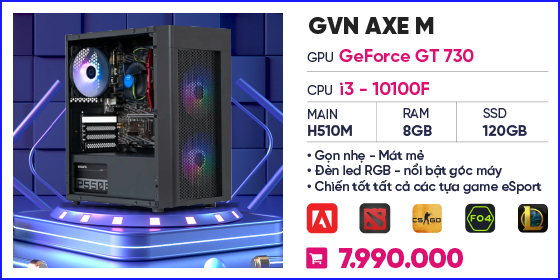 GVN AXE M
GPU GeForce GT 730
CPU i3 - 10100F
MAIN RAM SSD
H510M 8GB 120GB
• Gọn nhẹ - Mát mẻ
• Đèn led RGB - nổi bật góc máy
• Chiến tốt tất cả các tựa game eSport
CS:GO FO4 L
7.990.000